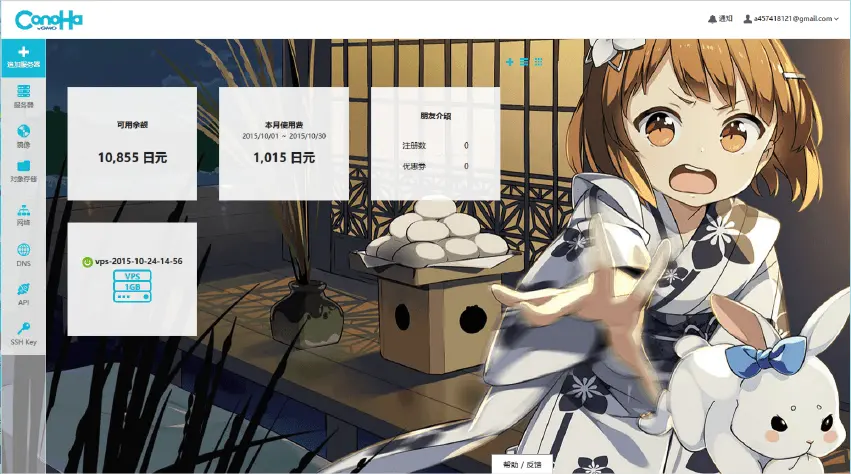 ConoHa
by GMO
通知
a457418121@gmail.com
追加服务器
服务器
镜像
对象存储
网络
DNS
API
SSH Key
可用余额
10,855 日元
本月使用费
2015/10/01 ~ 2015/10/30
1,015 日元
朋友介绍
注册数 0
优惠券 0
vps-2015-10-24-14-56
VPS
1GB
帮助 / 反馈